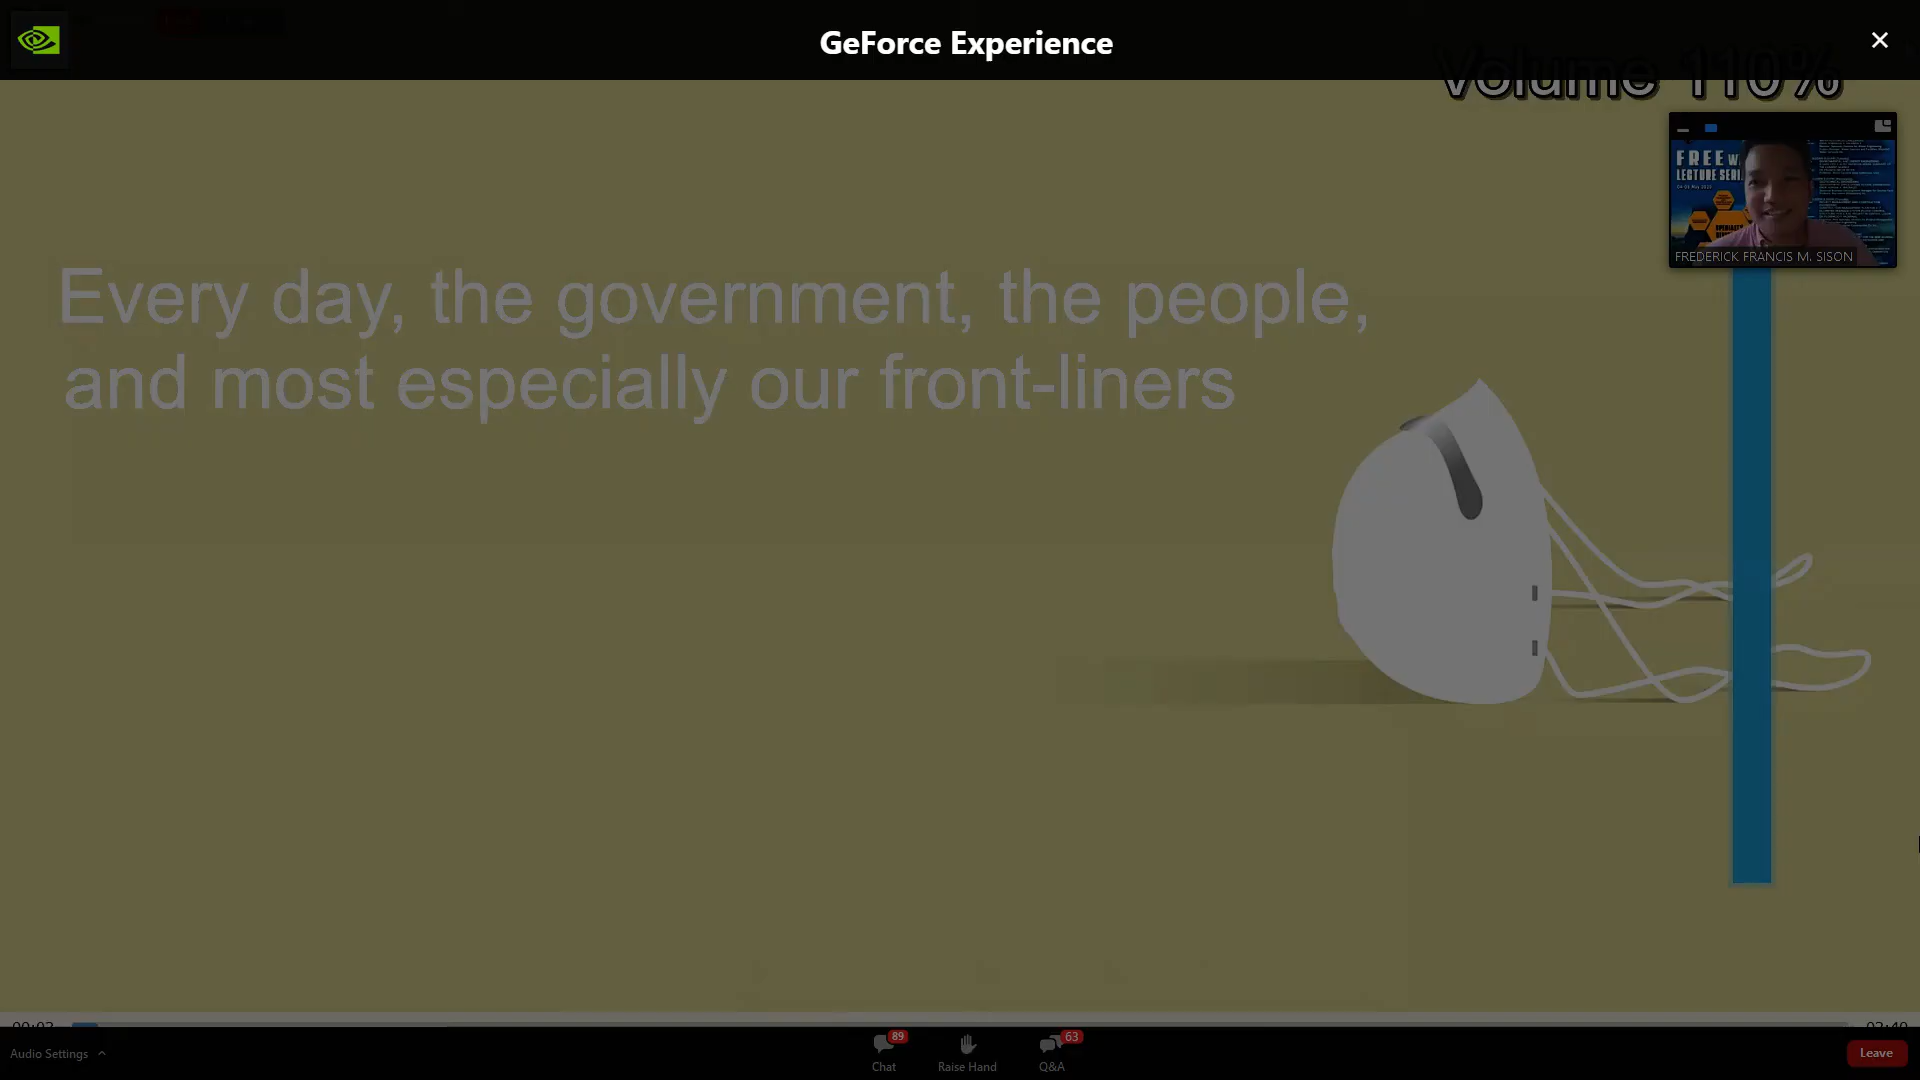 GeForce Experience
Volume 110%
FREE
LECTURE SERI
FREDERICK FRANCIS M. SISON
Every day, the government, the people,
and most especially our front-liners
Audio Settings
89
Chat
Raise Hand
63
Q&A
Leave